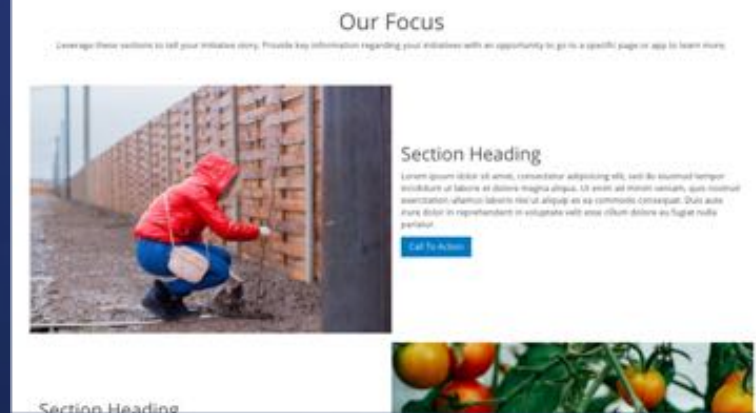 Our Focus
Leverage these sections to tell your initiative story. Provide key information regarding your initiatives with an opportunity to go to a specific page or app to learn more.
Section Heading
Lorem ipsum dolor sit amet, consectetur adipiscing elit, sed do eiusmod tempor
incididunt ut labore et dolore magna aliqua. Ut enim ad minim veniam, quis nostrud
exercitation ullamco laboris nisi ut aliquip ex ea commodo consequat. Duis aute
irure dolor in reprehenderit in voluptate velit esse cillum dolore eu fugiat nulla
pariatur.
Call To Action
Section Heading